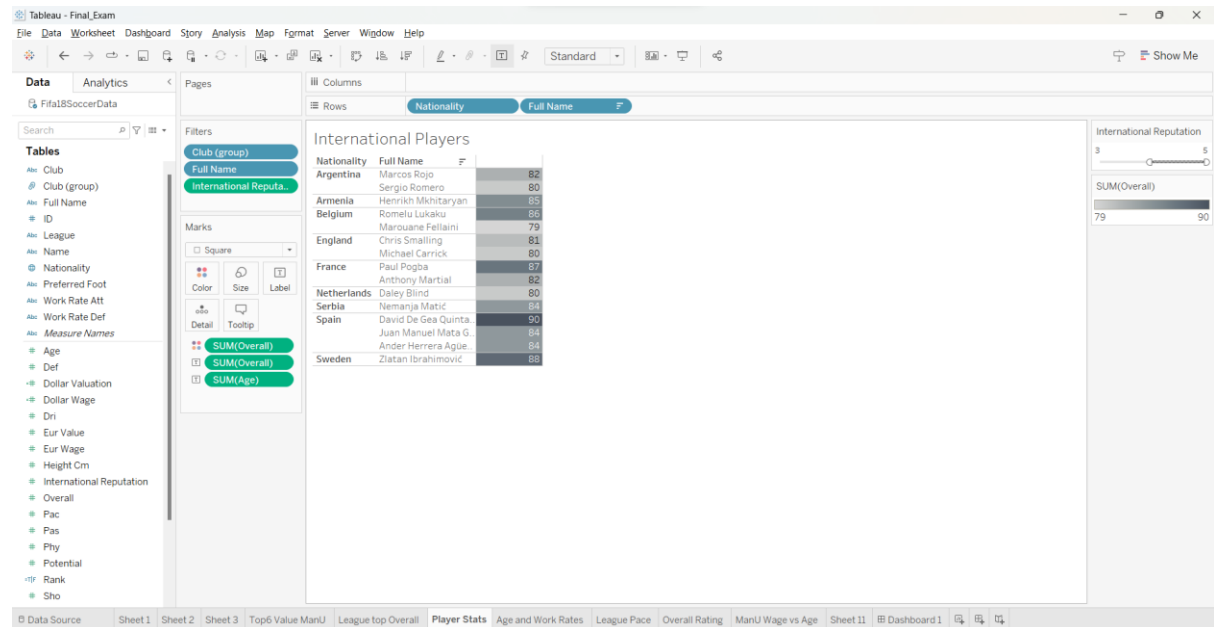 Tableau - Final_Exam
File Data Worksheet Dashboard Story Analysis Map Format Server Window Help
Standard
Show Me
Data Analytics
Fifa18SoccerData
Search
Tables
Abc Club
Club (group)
Abc Full Name
# ID
Abc League
Abc Name
Nationality
Abc Preferred Foot
Abc Work Rate Att
Abc Work Rate Def
Abc Measure Names
# Age
# Def
=# Dollar Valuation
=# Dollar Wage
# Dri
# Eur Value
# Eur Wage
# Height Cm
# International Reputation
# Overall
# Pac
# Pas
# Phy
# Potential
=T|F Rank
# Sho
Pages
Filters
Club (group)
Full Name
International Reputa..
Marks
Square
Color Size Label
Detail Tooltip
SUM(Overall)
SUM(Overall)
SUM(Age)
Columns
Rows Nationality Full Name
International Players
Nationality Full Name
Argentina Marcos Rojo 82
Sergio Romero 80
Armenia Henrikh Mkhitaryan 85
Belgium Romelu Lukaku 86
Marouane Fellaini 79
England Chris Smalling 81
Michael Carrick 80
France Paul Pogba 87
Anthony Martial 82
Netherlands Daley Blind 80
Serbia Nemanja Matić 84
Spain David De Gea Quinta.. 90
Juan Manuel Mata G.. 84
Ander Herrera Agüe.. 84
Sweden Zlatan Ibrahimović 88
International Reputation
3 5
SUM(Overall)
79 90
Data Source Sheet 1 Sheet 2 Sheet 3 Top6 Value ManU League top Overall Player Stats Age and Work Rates League Pace Overall Rating ManU Wage vs Age Sheet 11 Dashboard 1